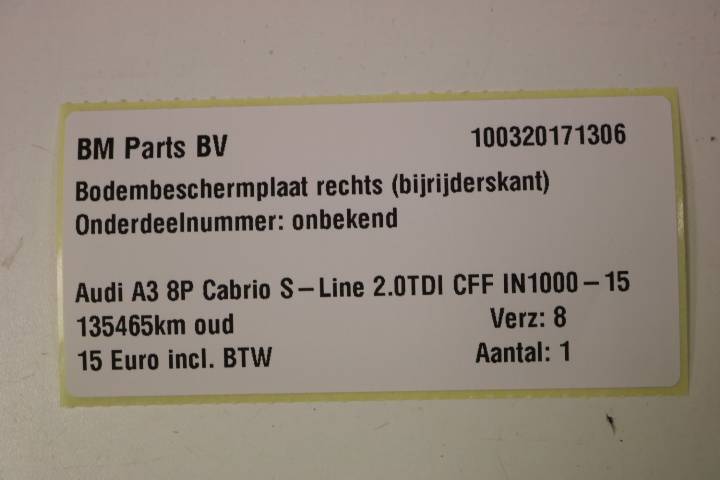 BM Parts BV 100320171306
Bodembeschermplaat rechts (bijrijderskant)
Onderdeelnummer: onbekend
Audi A3 8P Cabrio S-Line 2.0TDI CFF IN1000-15
135465km oud Verz: 8
15 Euro incl. BTW Aantal: 1